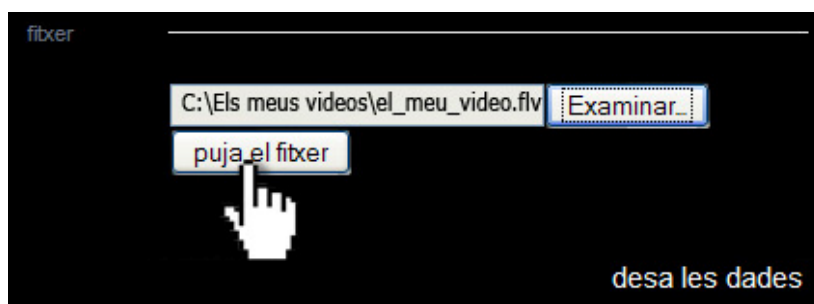 fitxer
C:\Els meus videos\el_meu_video.flv Examinar...
puja el fitxer
desa les dades